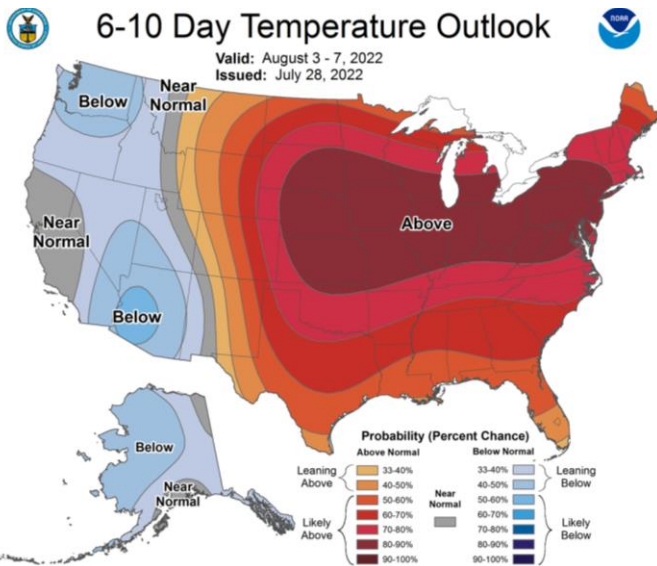 6-10 Day Temperature Outlook
Valid: August 3 - 7, 2022
Issued: July 28, 2022
NOAA
Below
Near
Normal
Near
Normal
Above
Below
Below
Near
Normal
Probability (Percent Chance)
Above Normal
Below Normal
Leaning
Above
33-40%
40-50%
50-60%
60-70%
70-80%
80-90%
90-100%
Likely
Above
Near
Normal
33-40%
40-50%
50-60%
60-70%
70-80%
80-90%
90-100%
Leaning
Below
Likely
Below